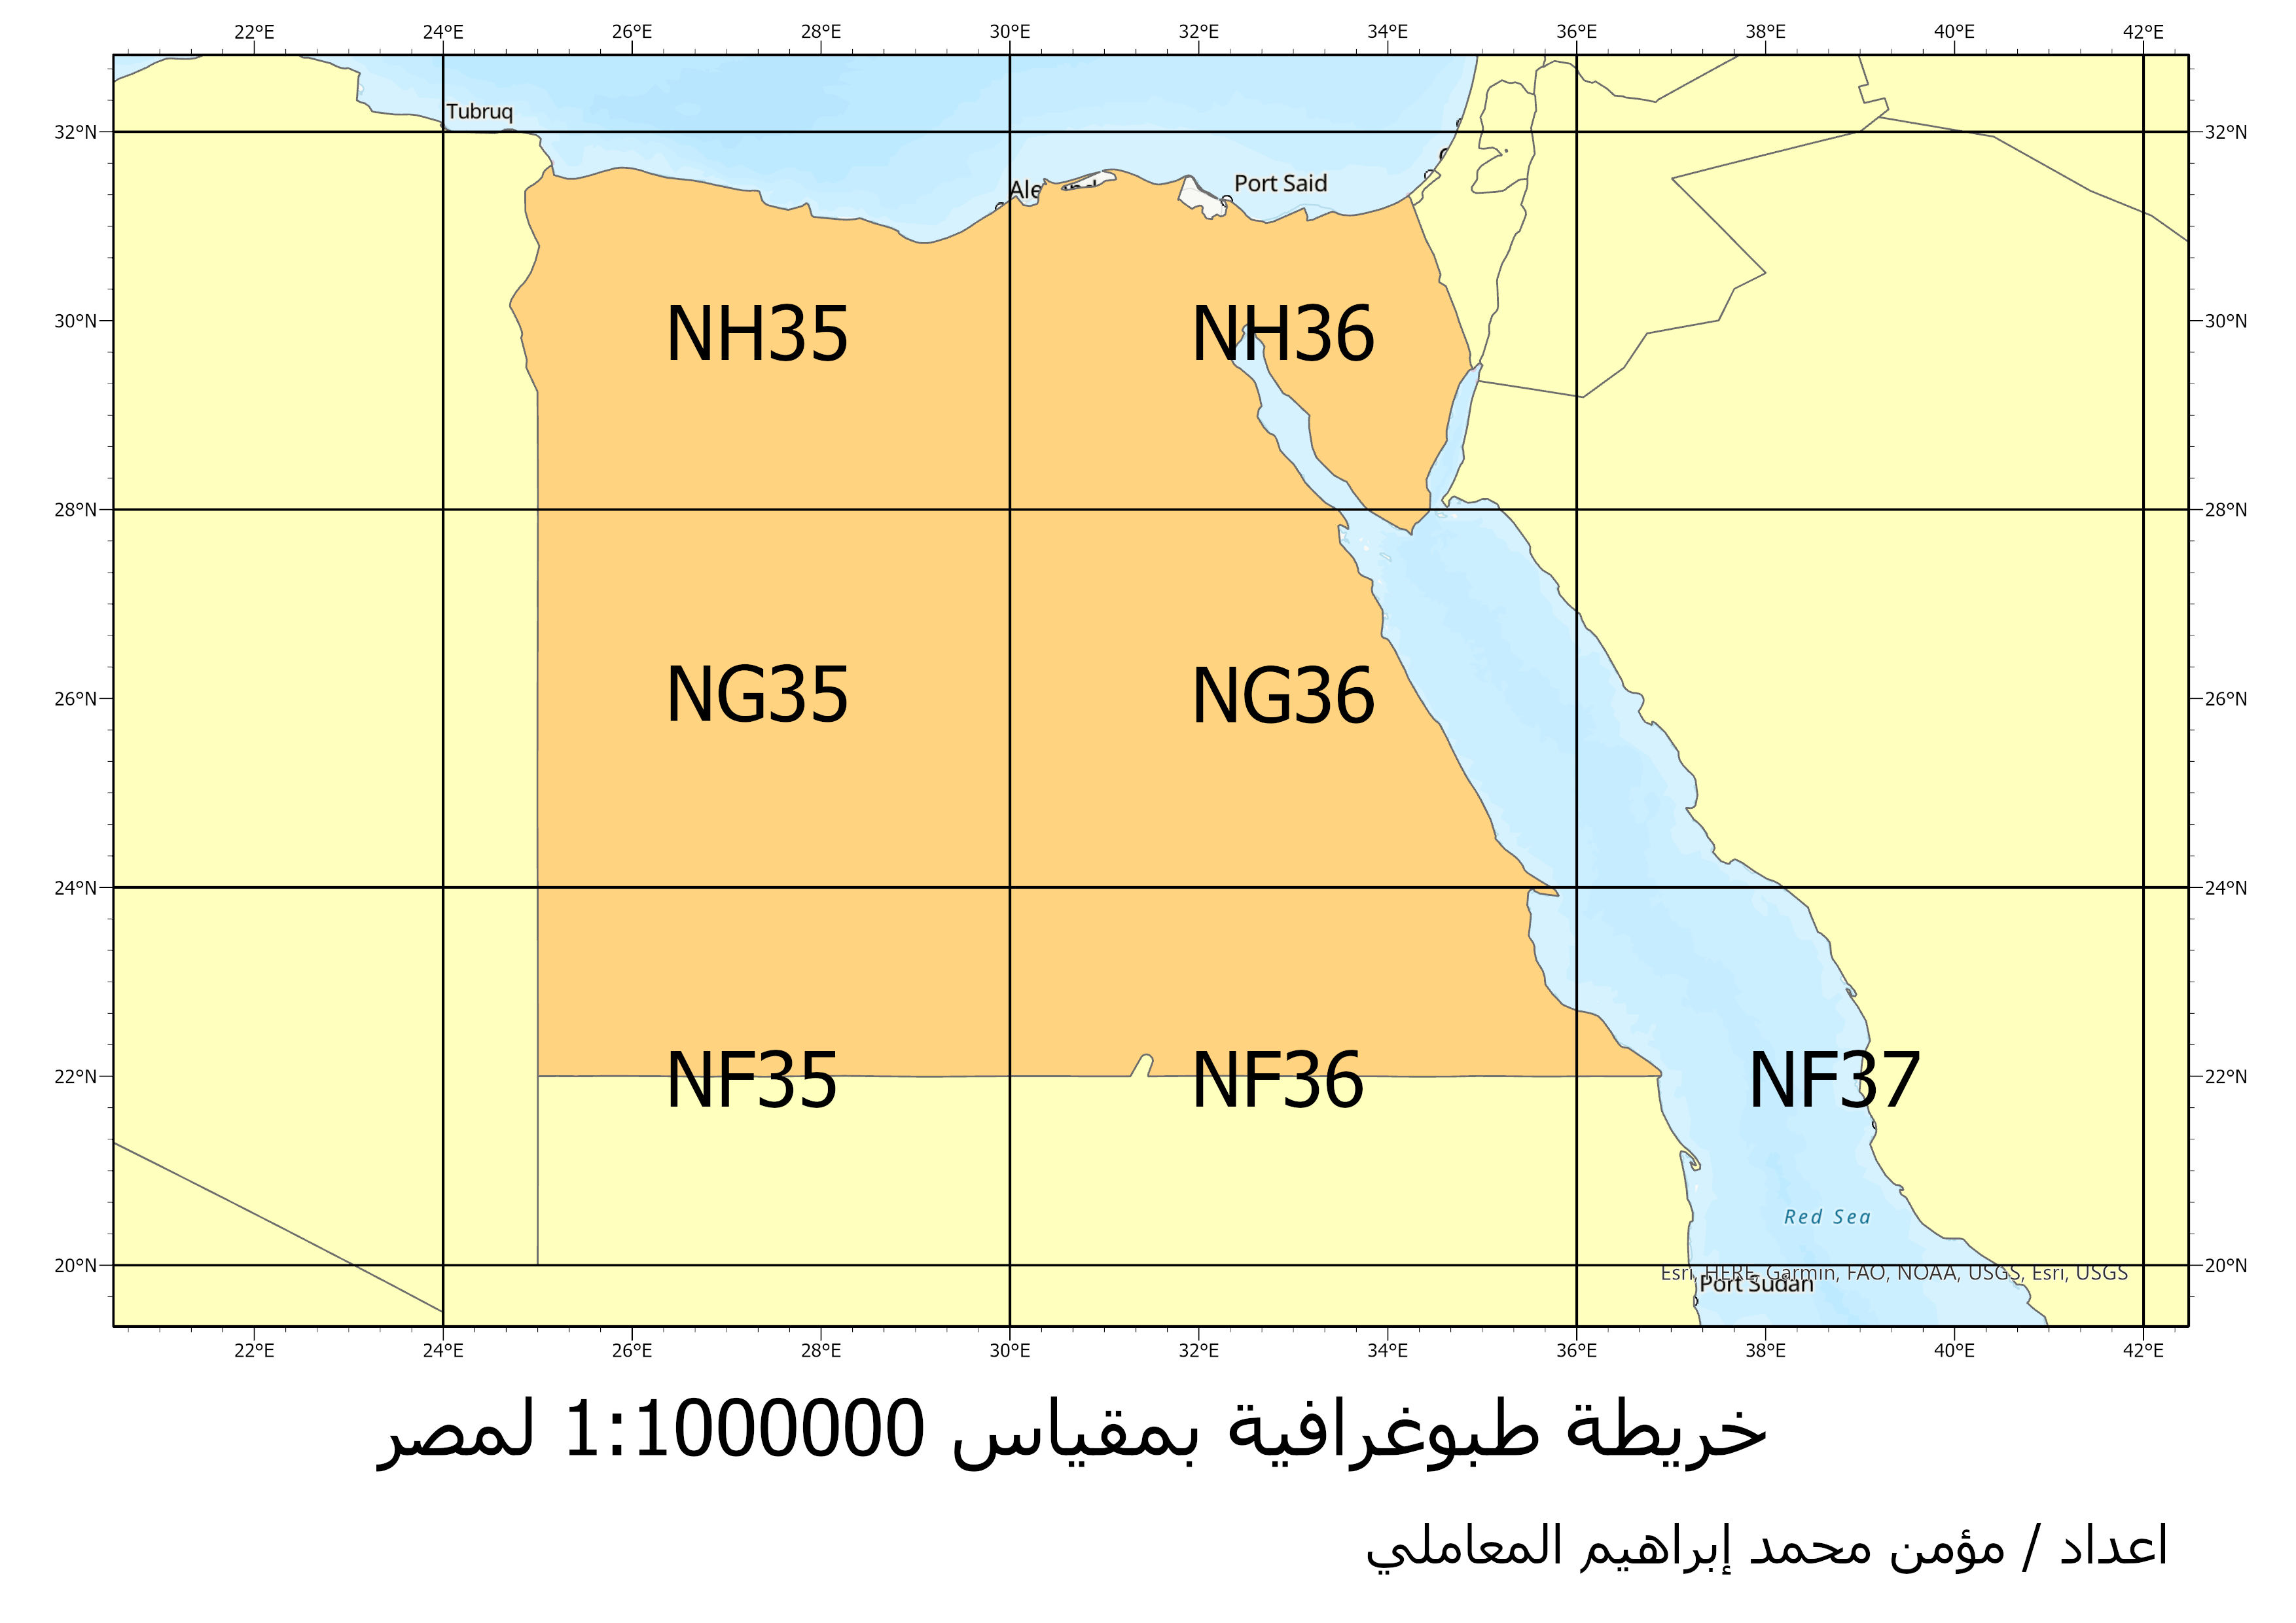 22°E 24°E 26°E 28°E 30°E 32°E 34°E 36°E 38°E 40°E 42°E
Tubruq
32°N 32°N
Port Said
30°N NH35 NH36 30°N
28°N 28°N
26°N NG35 NG36 26°N
24°N 24°N
22°N NF35 NF36 NF37 22°N
Red Sea
20°N 20°N
Esri, HERE, Garmin, FAO, NOAA, USGS, Esri, USGS
Port Sudan
22°E 24°E 26°E 28°E 30°E 32°E 34°E 36°E 38°E 40°E 42°E
خريطة طبوغرافية بمقياس 1:1000000 لمصر
اعداد / مؤمن محمد إبراهيم المعاملي